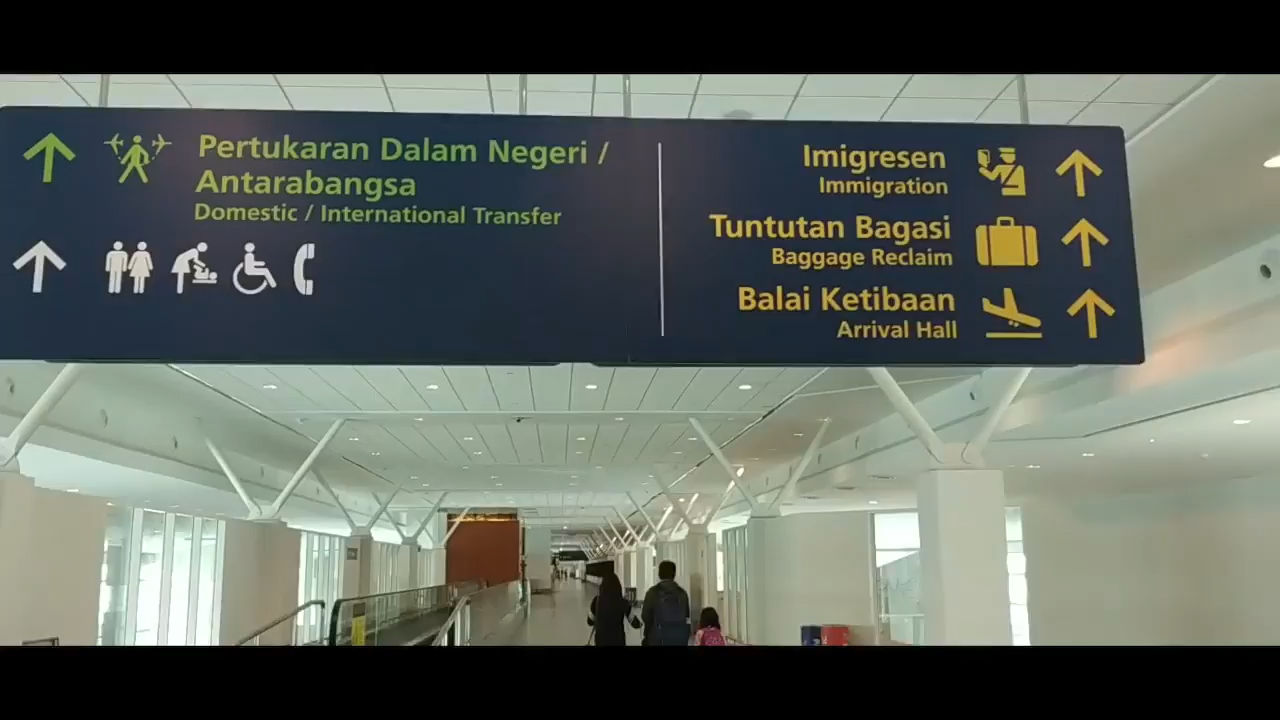 Pertukaran Dalam Negeri /
Antarabangsa
Domestic / International Transfer
Imigresen
Immigration
Tuntutan Bagasi
Baggage Reclaim
Balai Ketibaan
Arrival Hall